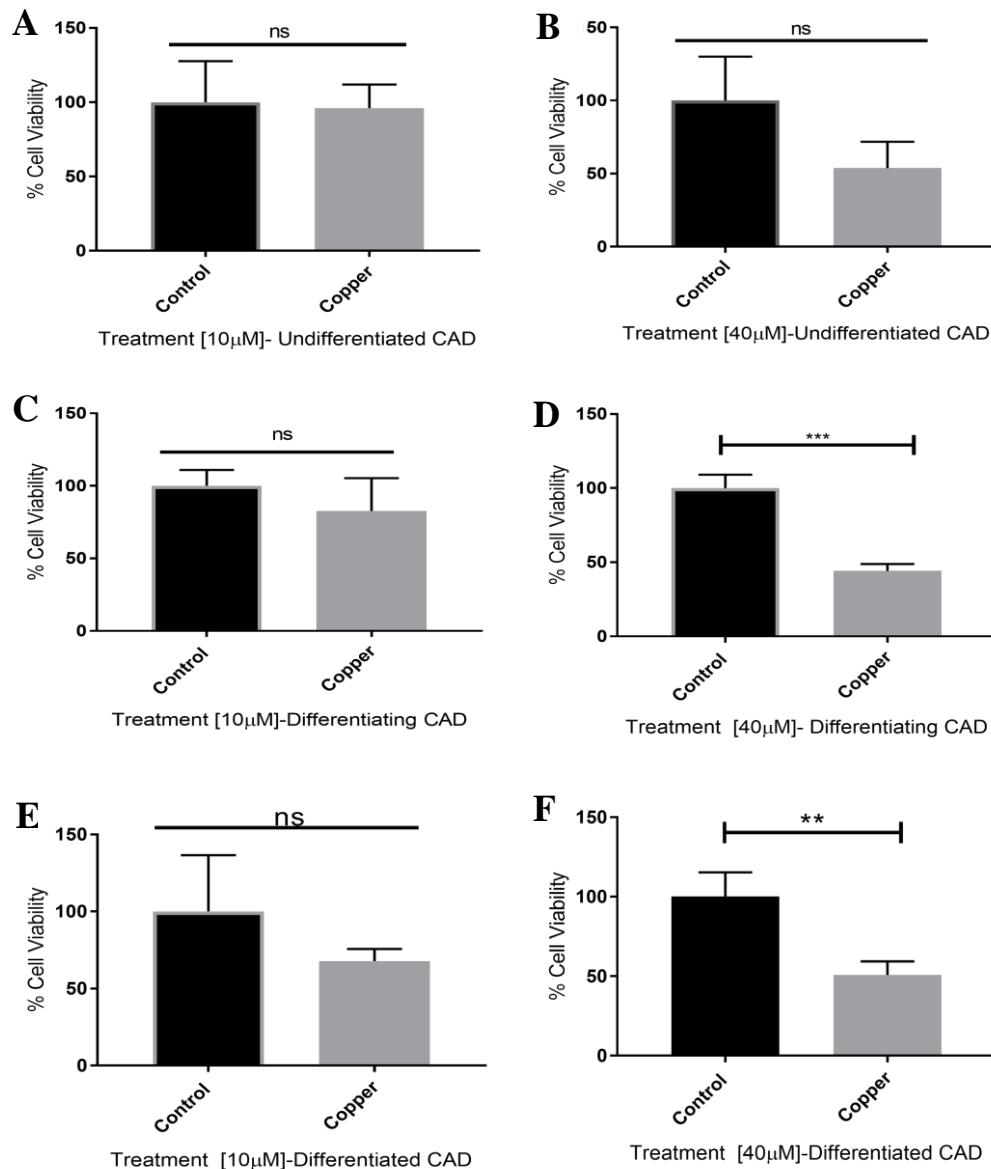 A
ns
150
100
50
0
% Cell Viability
Control
Copper
Treatment [10μM]- Undifferentiated CAD
B
ns
50
100
50
0
% Cell Viability
Control
Copper
Treatment [40μM]-Undifferentiated CAD
C
ns
150
100
50
0
% Cell Viability
Control
Copper
Treatment [10μM]-Differentiating CAD
D
***
150
100
50
0
% Cell Viability
Control
Copper
Treatment [40μM]- Differentiating CAD
E
ns
150
100
50
0
% Cell Viability
Control
Copper
Treatment [10μM]-Differentiated CAD
F
**
150
100
50
0
% Cell Viability
Control
Copper
Treatment [40μM]-Differentiated CAD